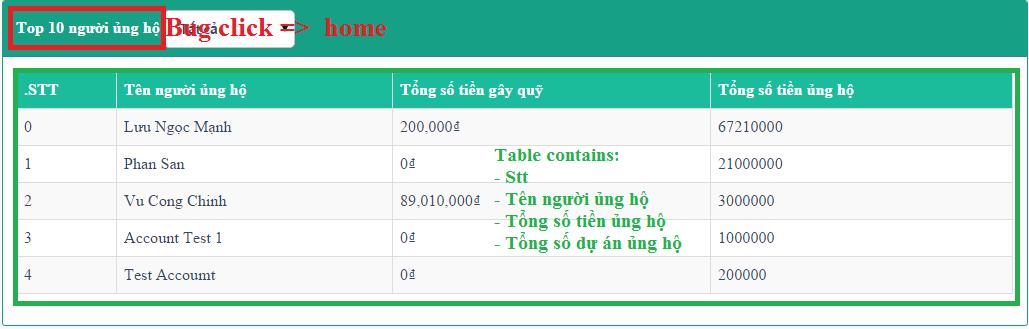 Top 10 người ủng hộ Bug click => home
.STT Tên người ủng hộ Tổng số tiền gây quỹ Tổng số tiền ủng hộ
0 Lưu Ngọc Mạnh 200,000₫ 67210000
1 Phan San 0₫ 21000000
2 Vu Cong Chinh 89,010,000₫ 3000000
3 Account Test 1 0₫ 1000000
4 Test Accoumt 0₫ 200000
Table contains:
- Stt
- Tên người ủng hộ
- Tổng số tiền ủng hộ
- Tổng số dự án ủng hộ